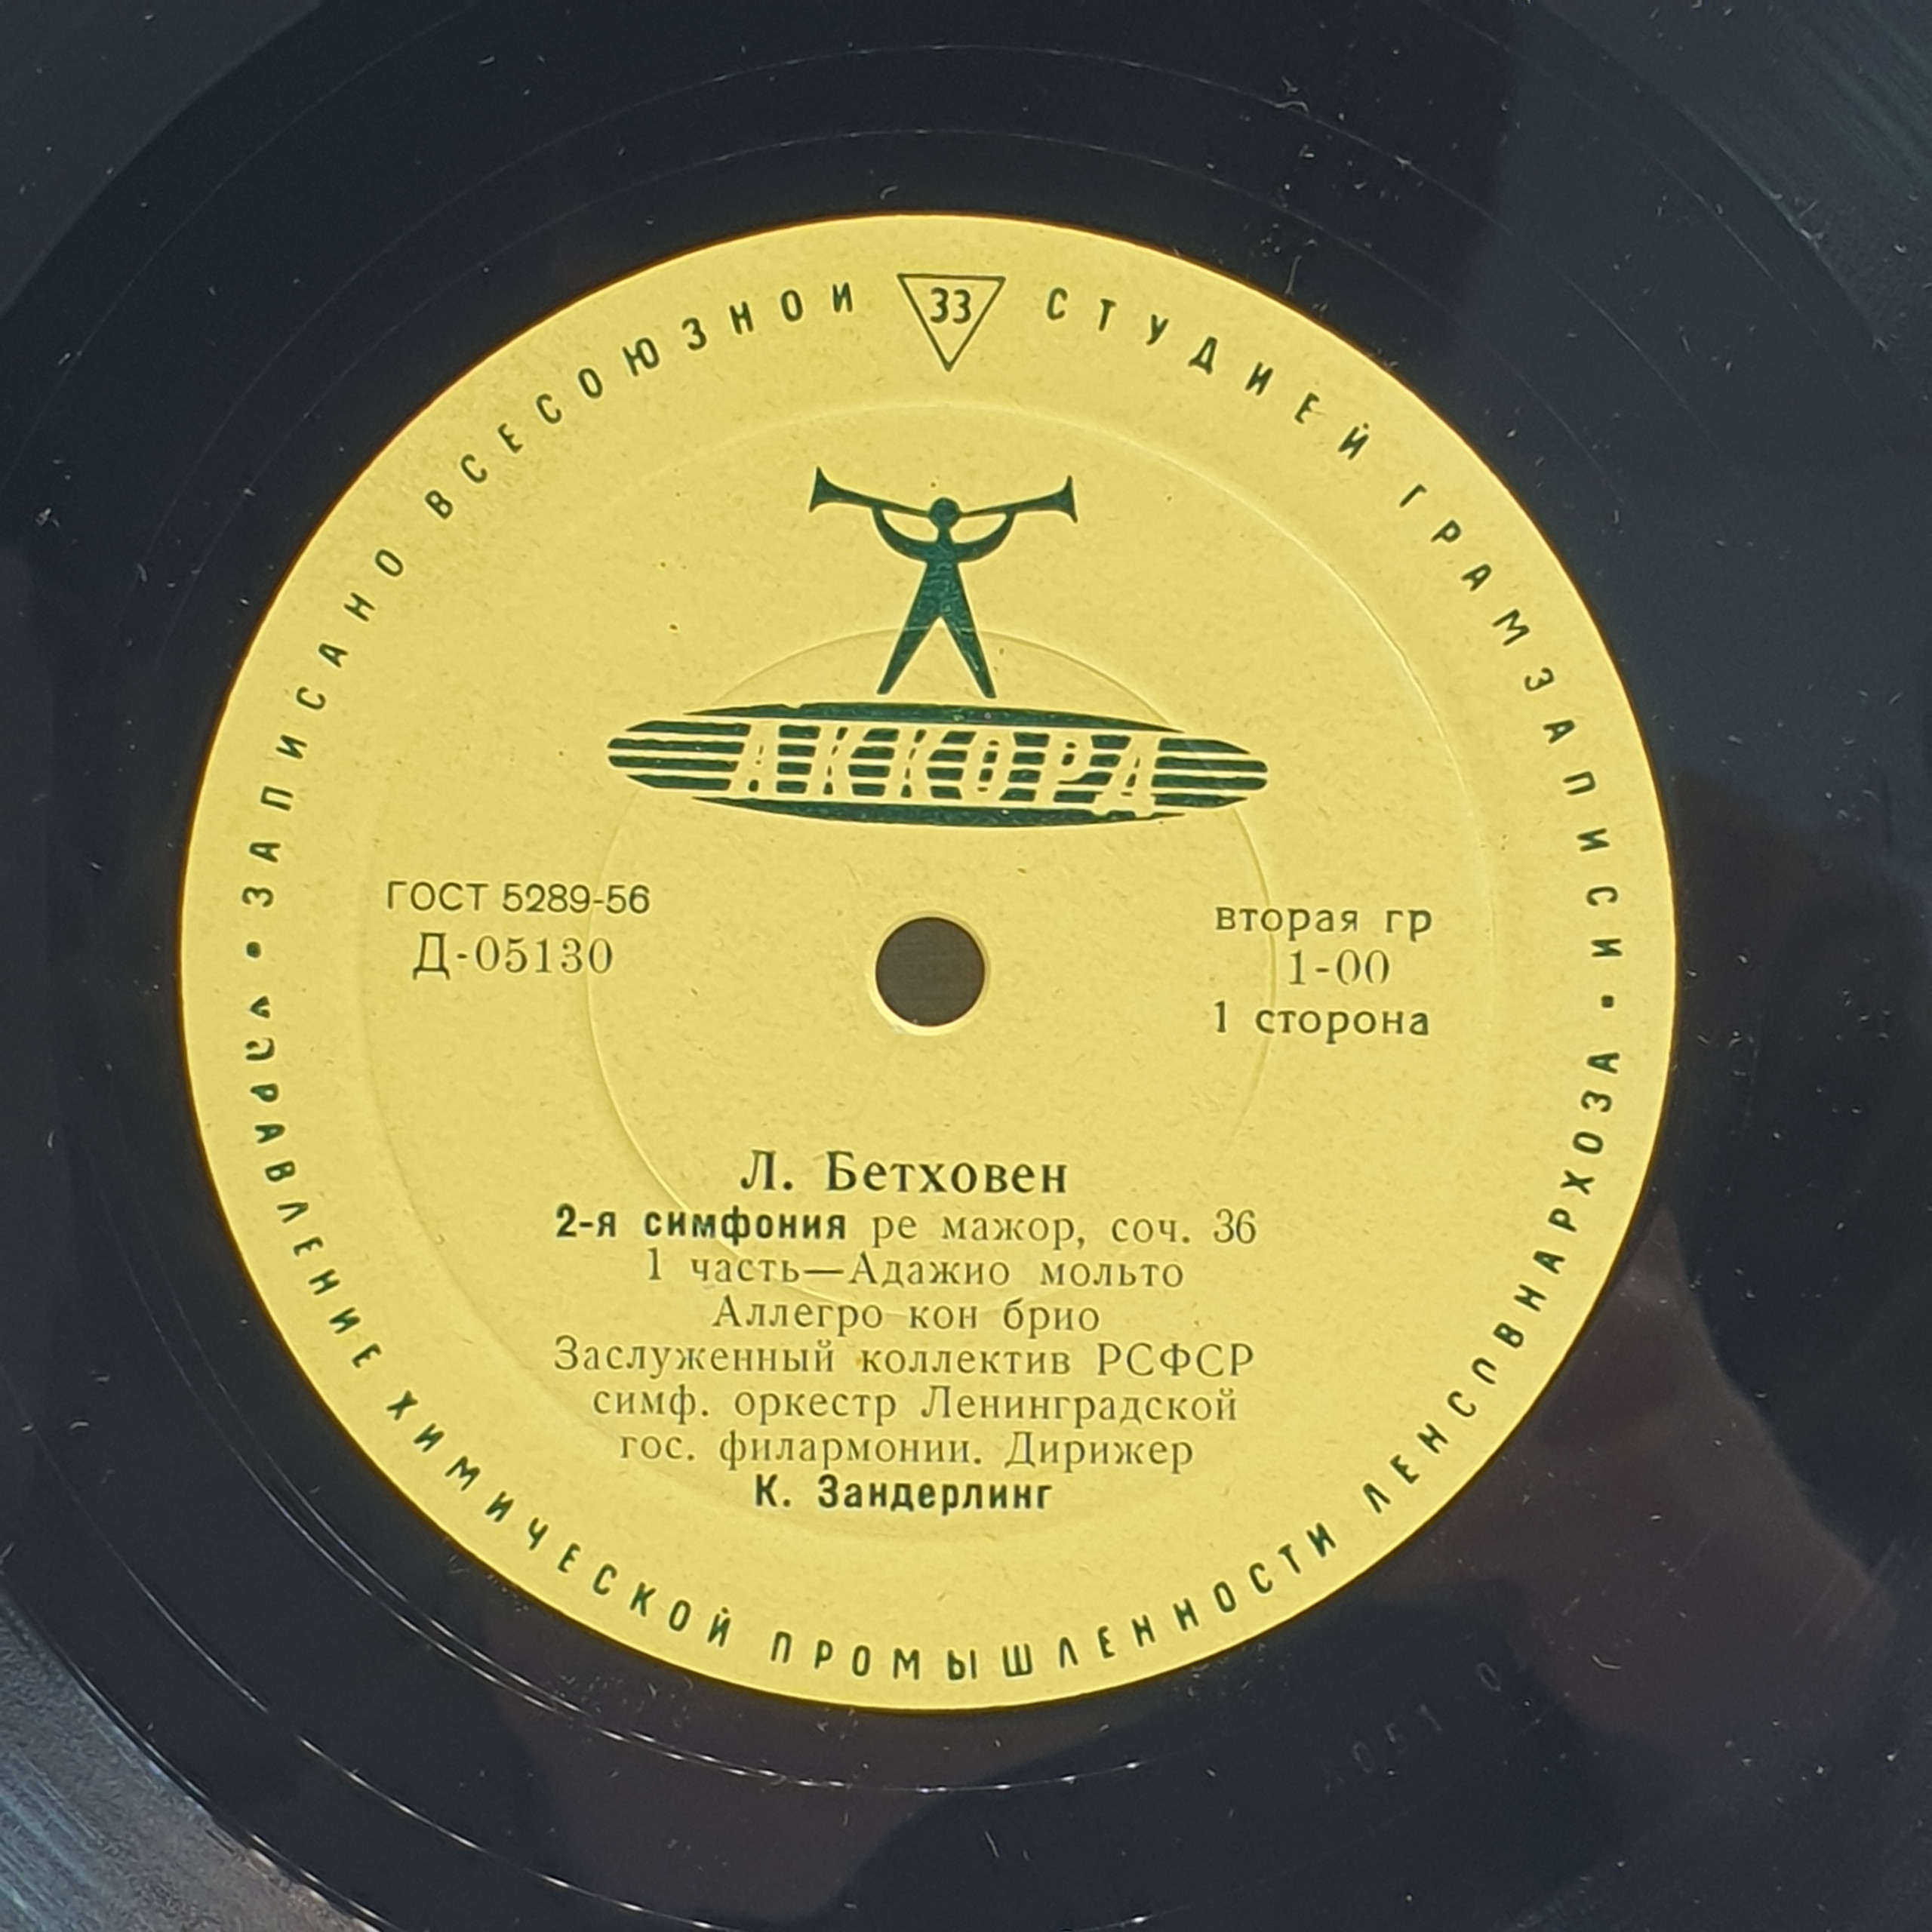 ЗАПИСАНО ВСЕСОЮЗНОЙ СТУДИЕЙ ГРАМЗАПИСИ
33
АККОРД
ГОСТ 5289-56
Д-05130
вторая гр
1-00
1 сторона
Л. Бетховен
2-я симфония ре мажор, соч. 36
1 часть—Адажио мольто
Аллегро кон брио
Заслуженный коллектив РСФСР
симф. оркестр Ленинградской
гос. филармонии. Дирижер
К. Зандерлинг
УПРАВЛЕНИЕ ХИМИЧЕСКОЙ ПРОМЫШЛЕННОСТИ ЛЕНСОВНАРХОЗА